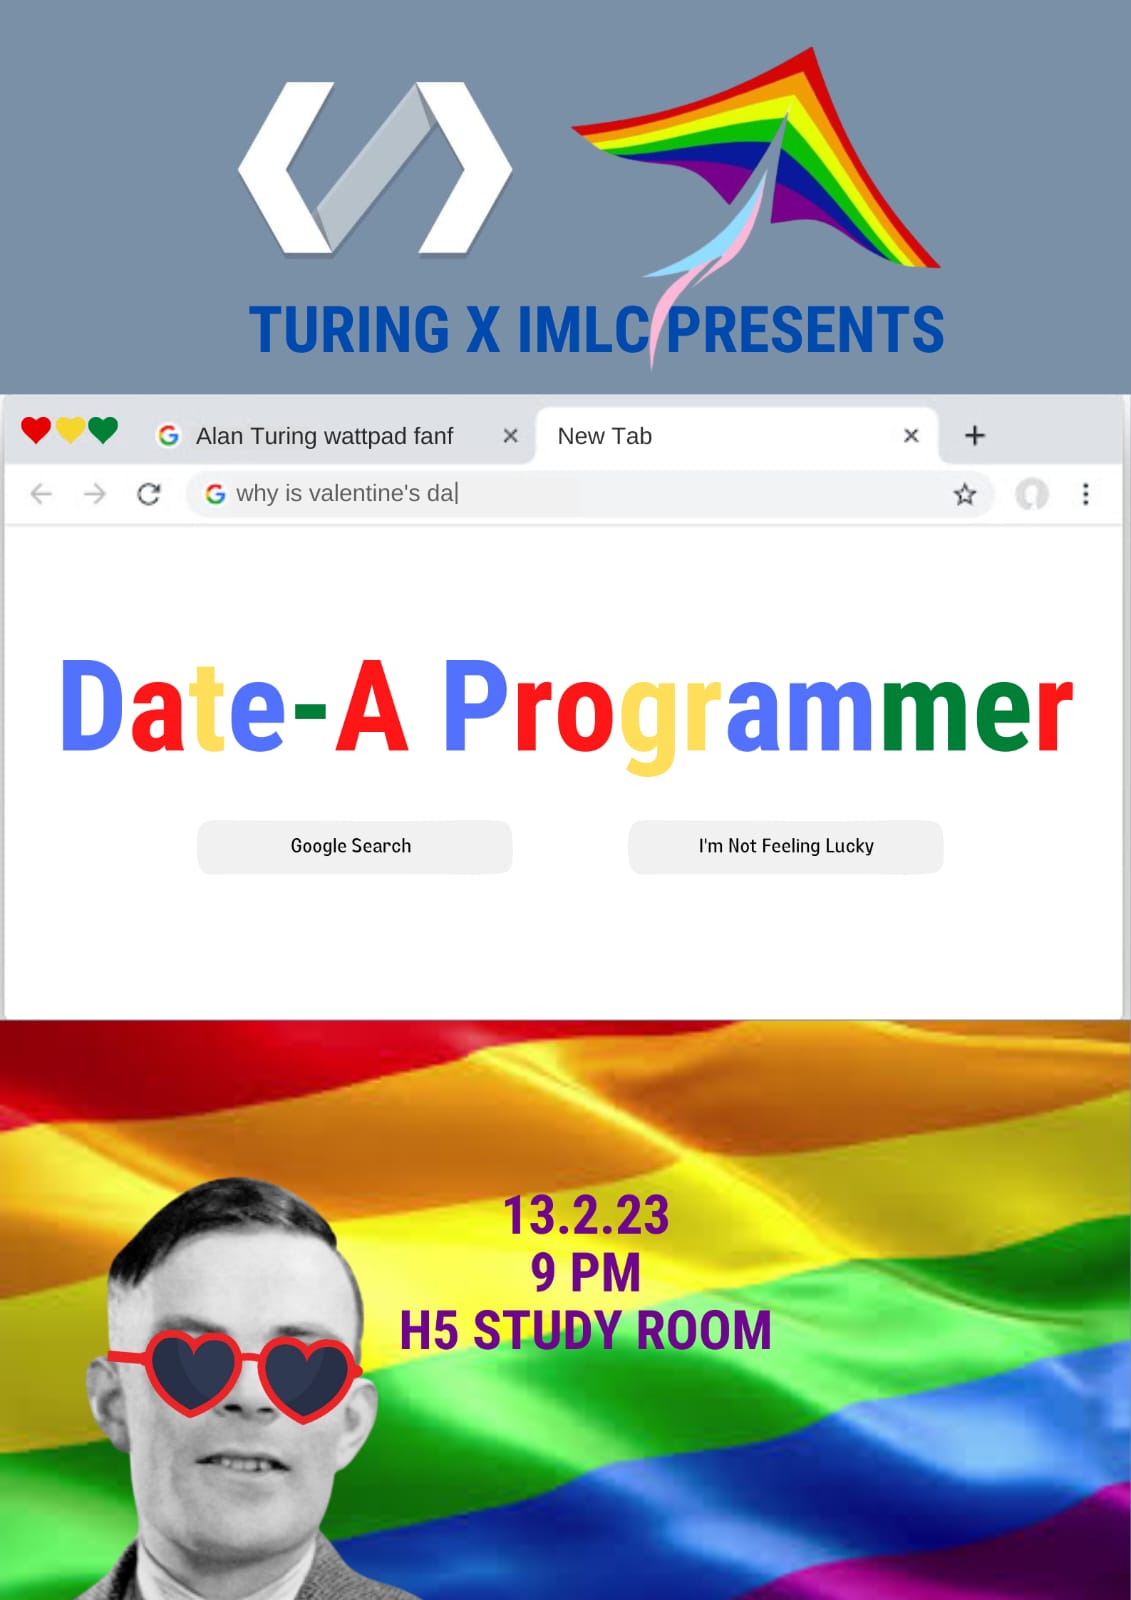 TURING X IMLC PRESENTS
Alan Turing wattpad fanf
New Tab
why is valentine's da
Date-A Programmer
Google Search
I'm Not Feeling Lucky
13.2.23
9 PM
H5 STUDY ROOM